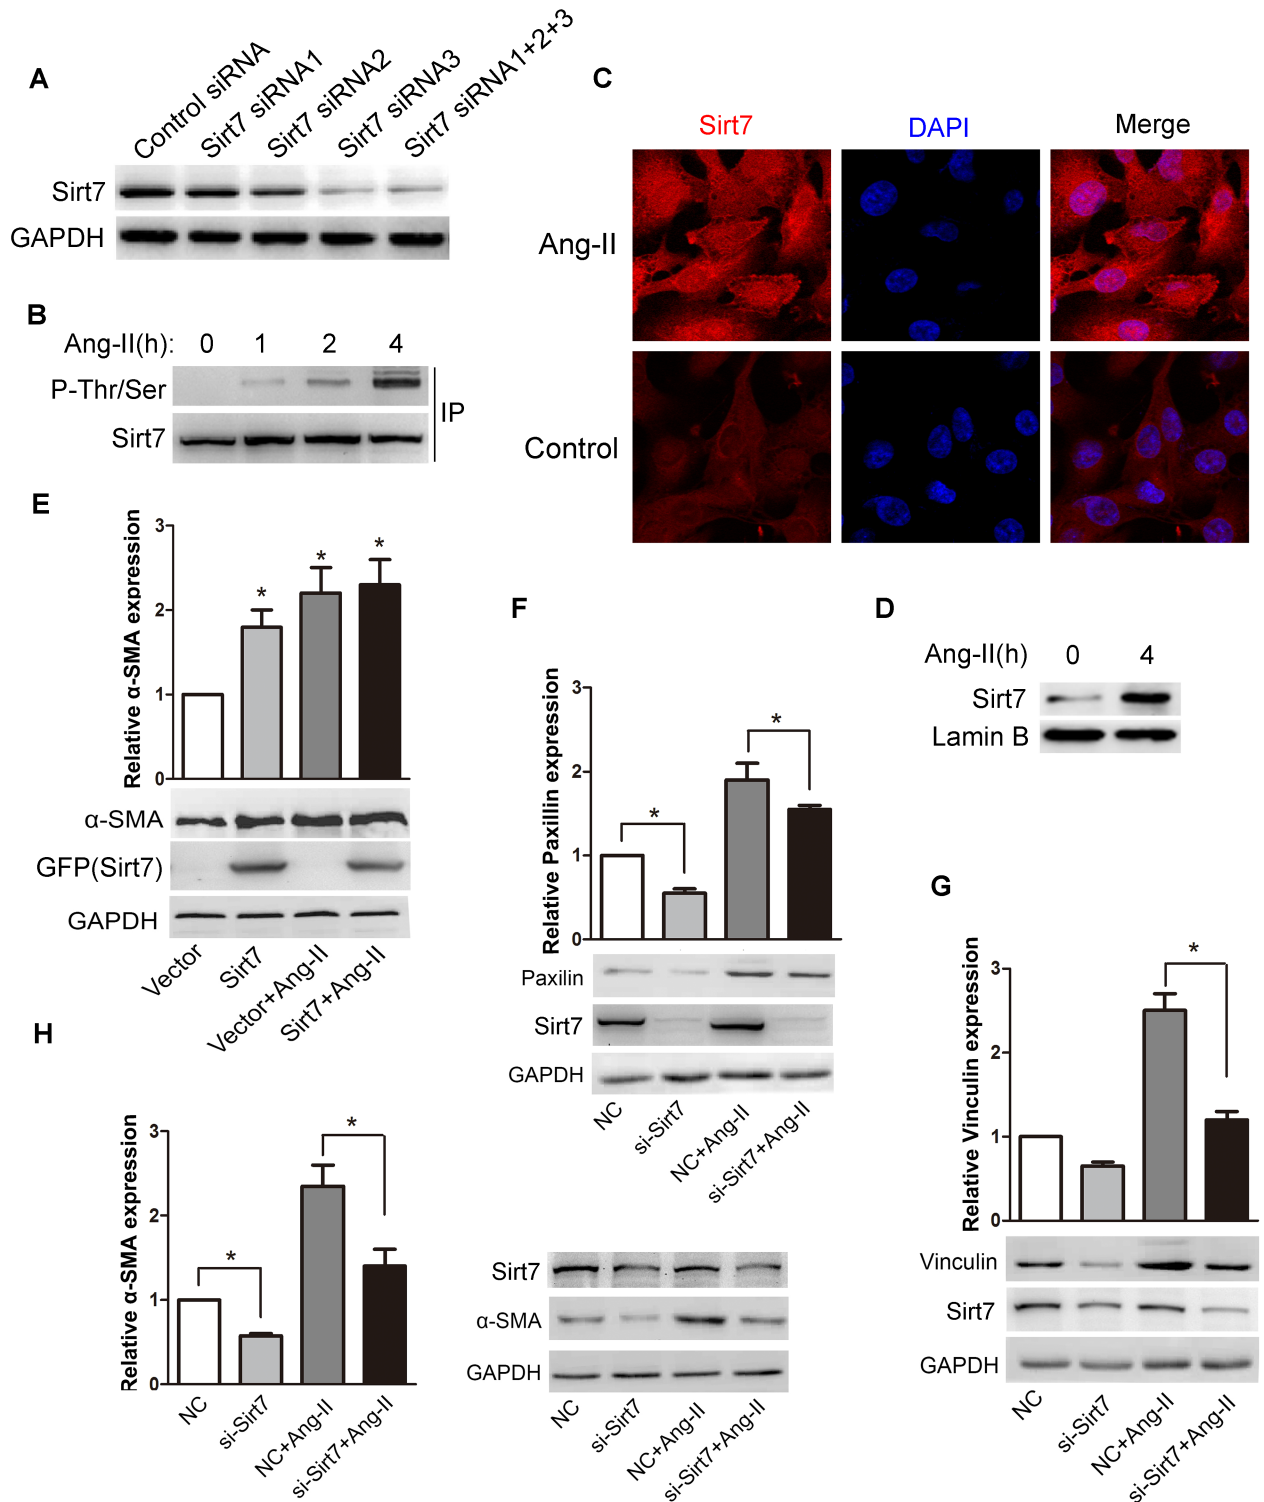 A
Control siRNA
Sirt7 siRNA1
Sirt7 siRNA2
Sirt7 siRNA3
Sirt7 siRNA1+2+3
Sirt7
GAPDH
B
Ang-II(h): 0 1 2 4
P-Thr/Ser
Sirt7
IP
C
Sirt7 DAPI Merge
Ang-II
Control
D
Ang-II(h) 0 4
Sirt7
Lamin B
E
Relative α-SMA expression
3
2
1
0
* * *
α-SMA
GFP(Sirt7)
GAPDH
Vector
Sirt7
Vector+Ang-II
Sirt7+Ang-II
F
Relative Paxillin expression
3
2
1
0
* *
Paxilin
Sirt7
GAPDH
NC
si-Sirt7
NC+Ang-II
si-Sirt7+Ang-II
G
Relative Vinculin expression
3
2
1
0
*
Vinculin
Sirt7
GAPDH
NC
si-Sirt7
NC+Ang-II
si-Sirt7+Ang-II
H
Relative α-SMA expression
3
2
1
0
* *
NC
si-Sirt7
NC+Ang-II
si-Sirt7+Ang-II
Sirt7
α-SMA
GAPDH
NC
si-Sirt7
NC+Ang-II
si-Sirt7+Ang-II